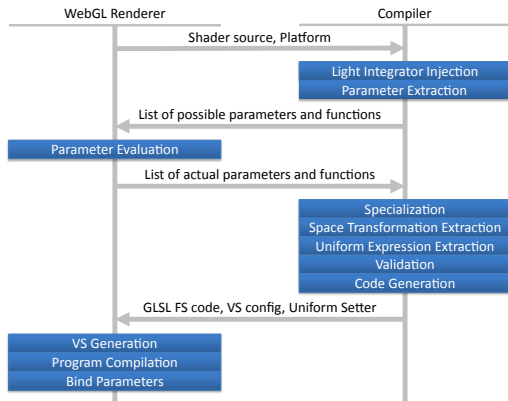 WebGL Renderer
Compiler
Shader source, Platform
Light Integrator Injection
Parameter Extraction
List of possible parameters and functions
Parameter Evaluation
List of actual parameters and functions
Specialization
Space Transformation Extraction
Uniform Expression Extraction
Validation
Code Generation
GLSL FS code, VS config, Uniform Setter
VS Generation
Program Compilation
Bind Parameters